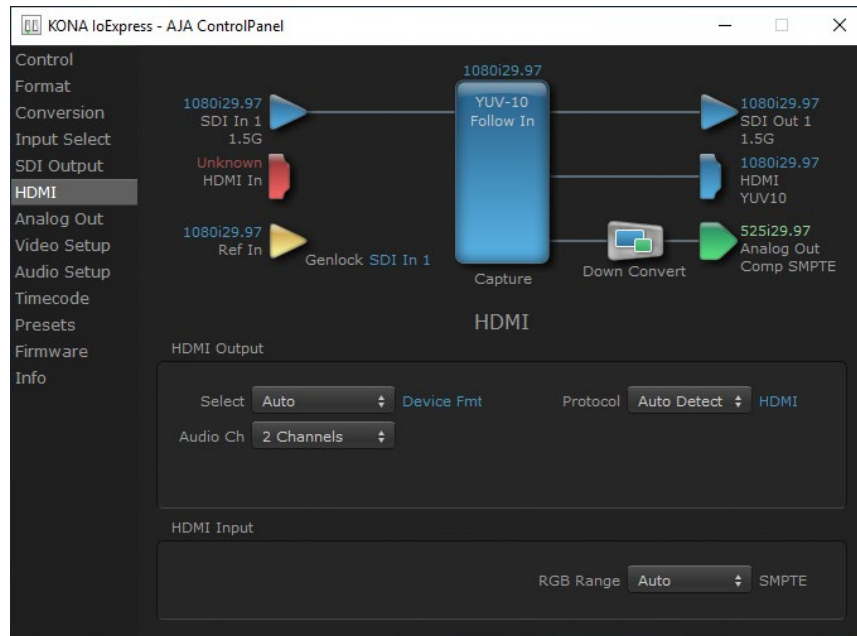 KONA IoExpress - AJA ControlPanel
Control
Format
Conversion
Input Select
SDI Output
HDMI
Analog Out
Video Setup
Audio Setup
Timecode
Presets
Firmware
Info
1080i29.97
YUV-10
Follow In
Capture
1080i29.97
SDI In 1
1.5G
Unknown
HDMI In
1080i29.97
Ref In
Genlock SDI In 1
1080i29.97
SDI Out 1
1.5G
1080i29.97
HDMI
YUV10
Down Convert
525i29.97
Analog Out
Comp SMPTE
HDMI
HDMI Output
Select Auto Device Fmt Protocol Auto Detect HDMI
Audio Ch 2 Channels
HDMI Input
RGB Range Auto SMPTE